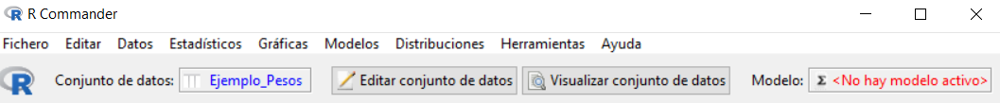 R Commander
Fichero Editar Datos Estadísticos Gráficas Modelos Distribuciones Herramientas Ayuda
R Conjunto de datos: Ejemplo_Pesos Editar conjunto de datos Visualizar conjunto de datos Modelo: Σ <No hay modelo activo>